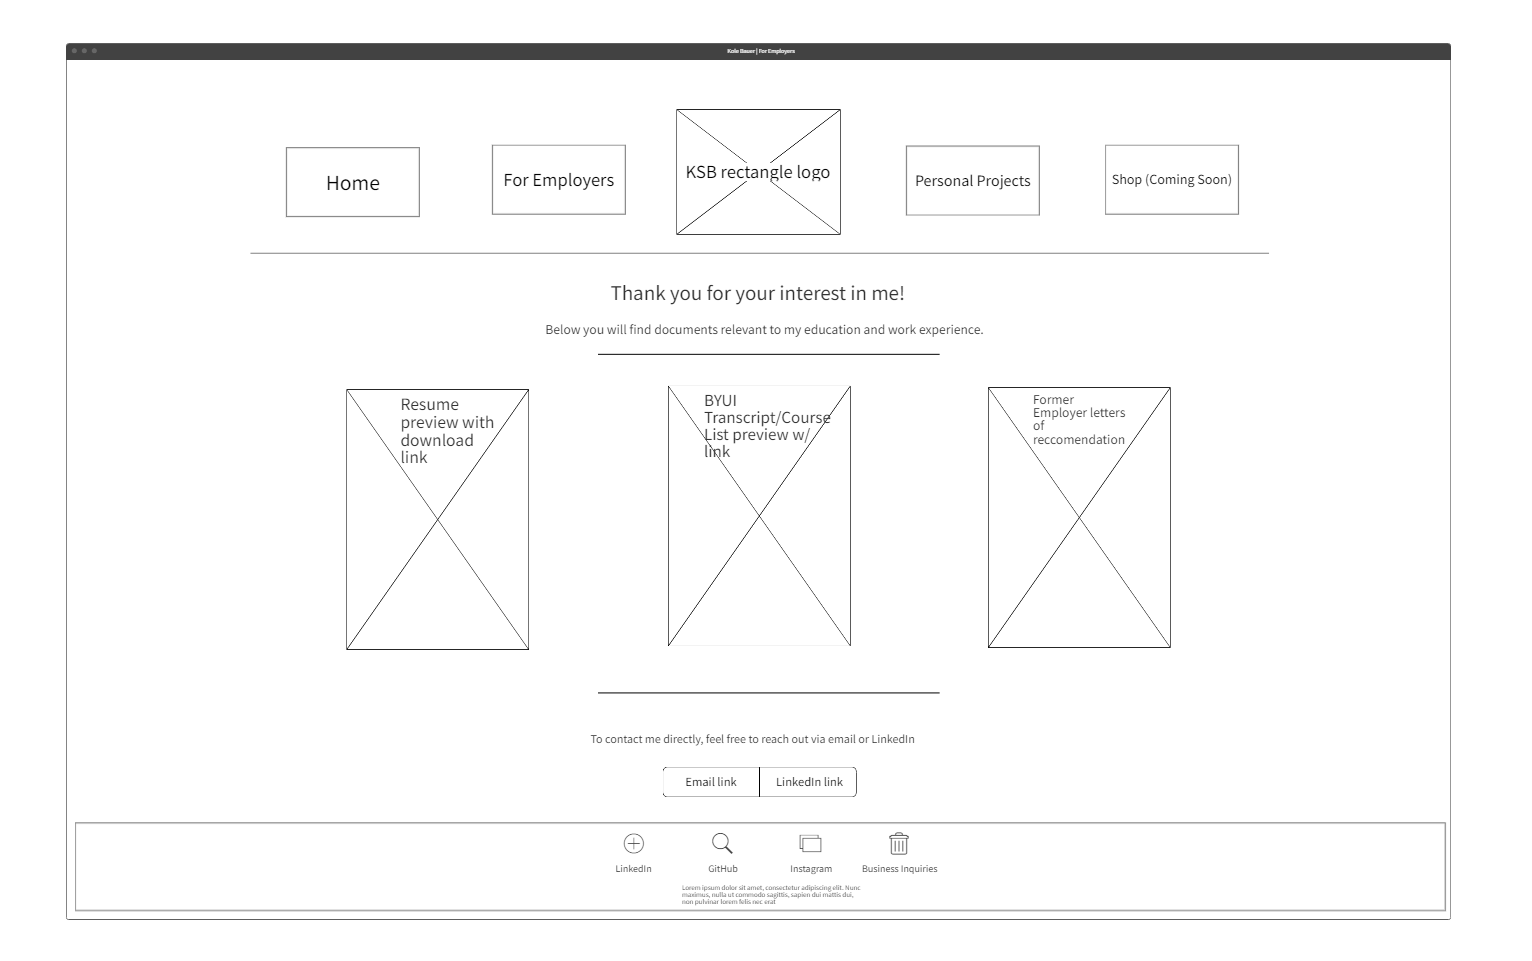 Kole Bauer | For Employers
Home
For Employers
KSB rectangle logo
Personal Projects
Shop (Coming Soon)
Thank you for your interest in me!
Below you will find documents relevant to my education and work experience.
Resume
preview with
download
link
BYUI
Transcript/Course
List preview w/
link
Former
Employer letters
of
reccomendation
To contact me directly, feel free to reach out via email or LinkedIn
Email link
LinkedIn link
LinkedIn
GitHub
Instagram
Business Inquiries
Lorem ipsum dolor sit amet, consectetur adipiscing elit. Nunc
maximus, nulla ut commodo sagittis, sapien dui mattis dui,
non pulvinar lorem felis nec erat